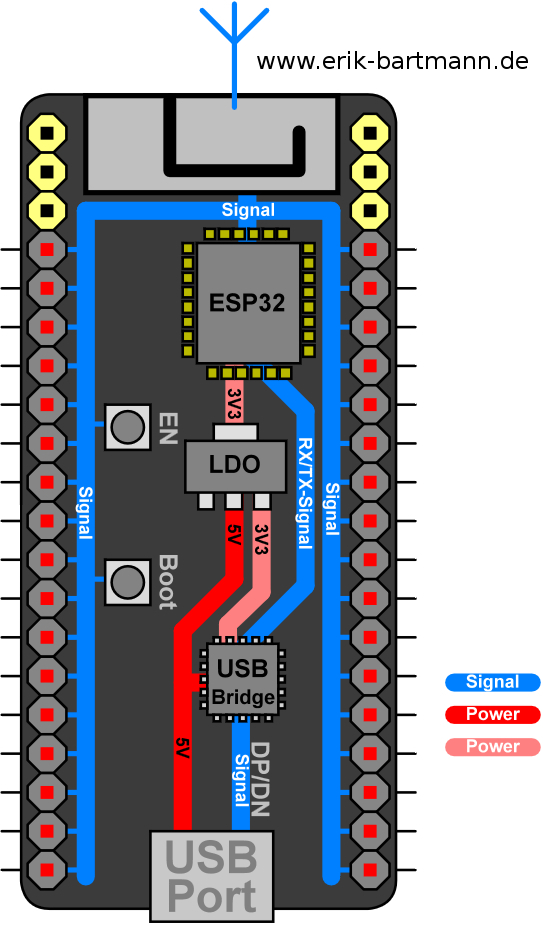 www.erik-bartmann.de
Signal
ESP32
3V3
EN
LDO
RX/TX-Signal
Signal
Signal
5V
3V3
Boot
USB
Bridge
Signal
Power
Power
5V
Signal
DP/DN
USB
Port